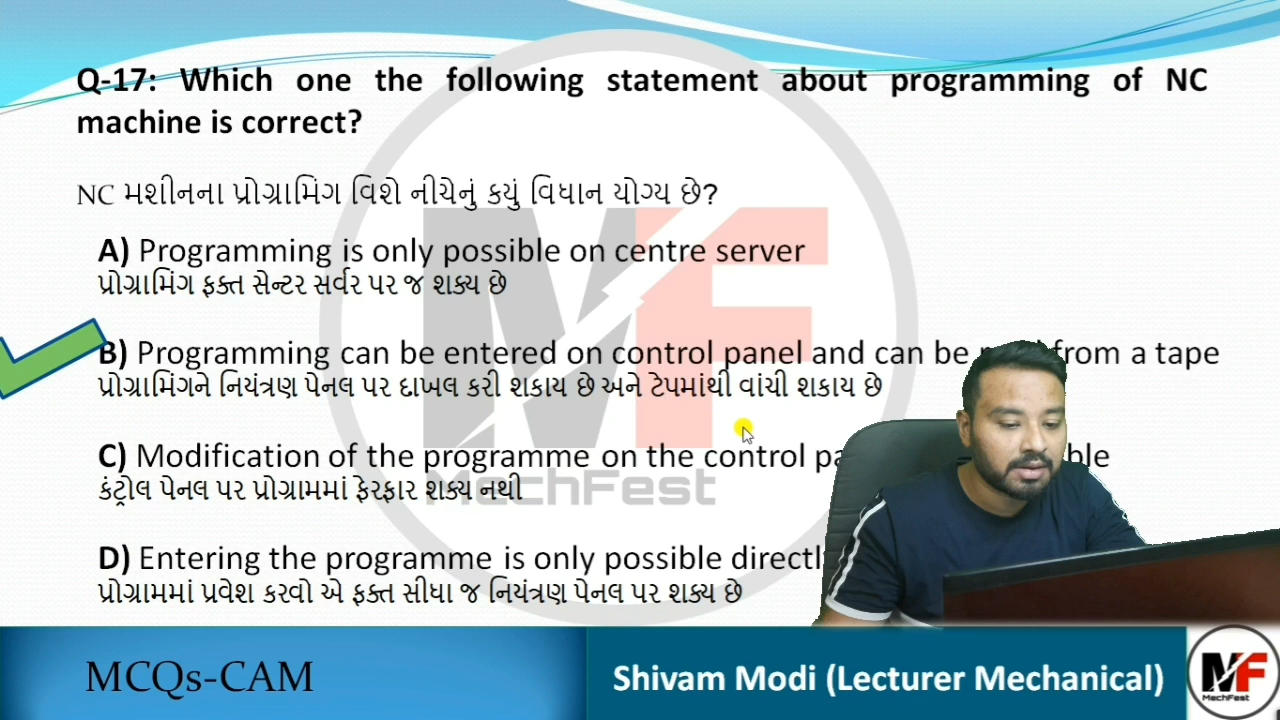 Q-17: Which one the following statement about programming of NC
machine is correct?
NC મશીનના પ્રોગ્રામિંગ વિશે નીચેનું કયું વિધાન યોગ્ય છે?
A) Programming is only possible on centre server
પ્રોગ્રામિંગ ફક્ત સેન્ટર સર્વર પર જ શક્ય છે
B) Programming can be entered on control panel and can be from a tape
પ્રોગ્રામિંગને નિયંત્રણ પેનલ પર દાખલ કરી શકાય છે અને ટેપમાંથી વાંચી શકાય છે
C) Modification of the programme on the control
કંટ્રોલ પેનલ પર પ્રોગ્રામમાં ફેરફાર શક્ય નથી
MechFest
D) Entering the programme is only possible
પ્રોગ્રામમાં પ્રવેશ કરવો એ ફક્ત સીધા જ નિયંત્રણ પેનલ પર શક્ય છે
MCQs-CAM
Shivam Modi (Lecturer Mechanical)
MF
MechFest